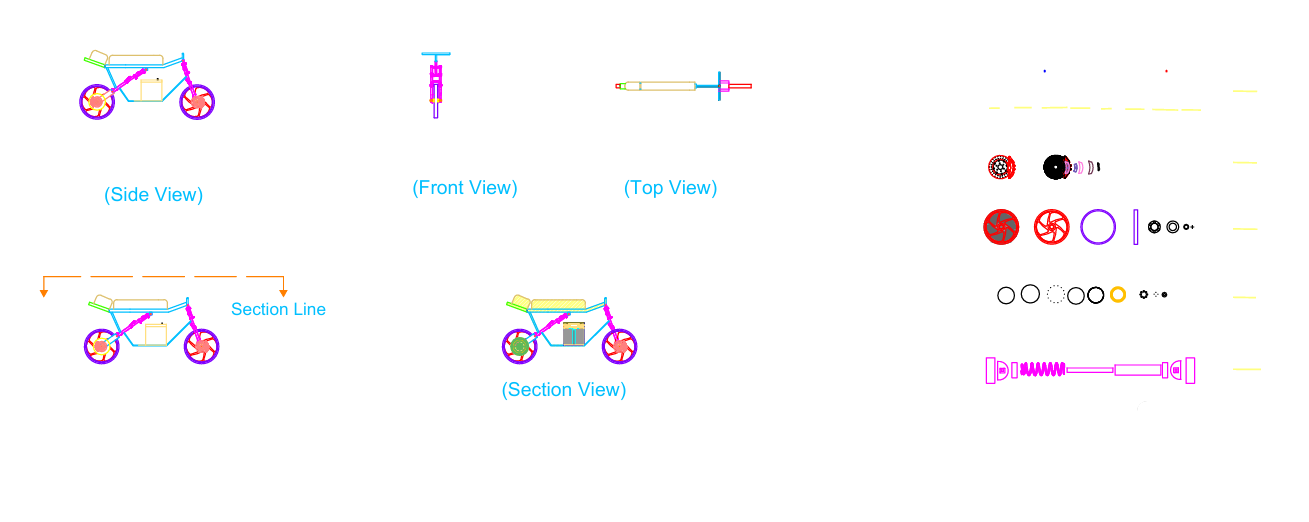 (Side View)
(Front View)
(Top View)
Section Line
(Section View)